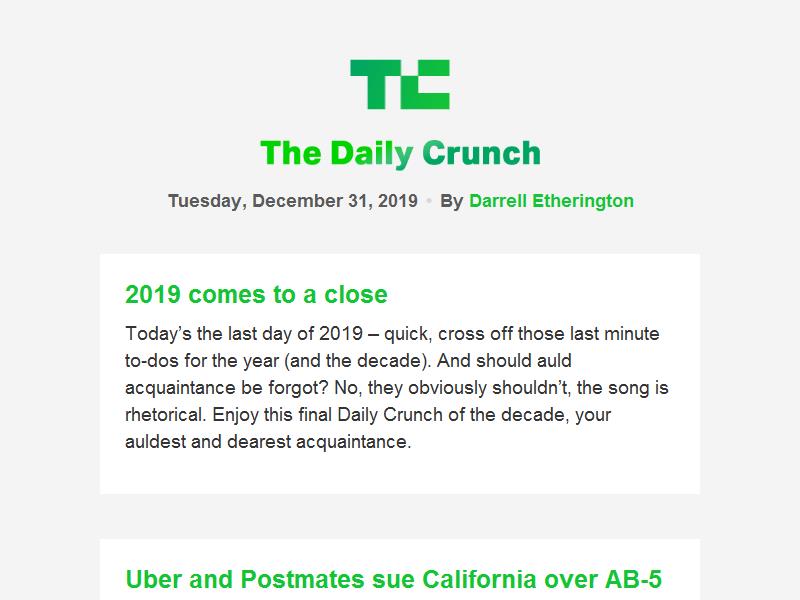 TC
The Daily Crunch
Tuesday, December 31, 2019 • By Darrell Etherington
2019 comes to a close
Today’s the last day of 2019 – quick, cross off those last minute
to-dos for the year (and the decade). And should auld
acquaintance be forgot? No, they obviously shouldn’t, the song is
rhetorical. Enjoy this final Daily Crunch of the decade, your
auldest and dearest acquaintance.
Uber and Postmates sue California over AB-5